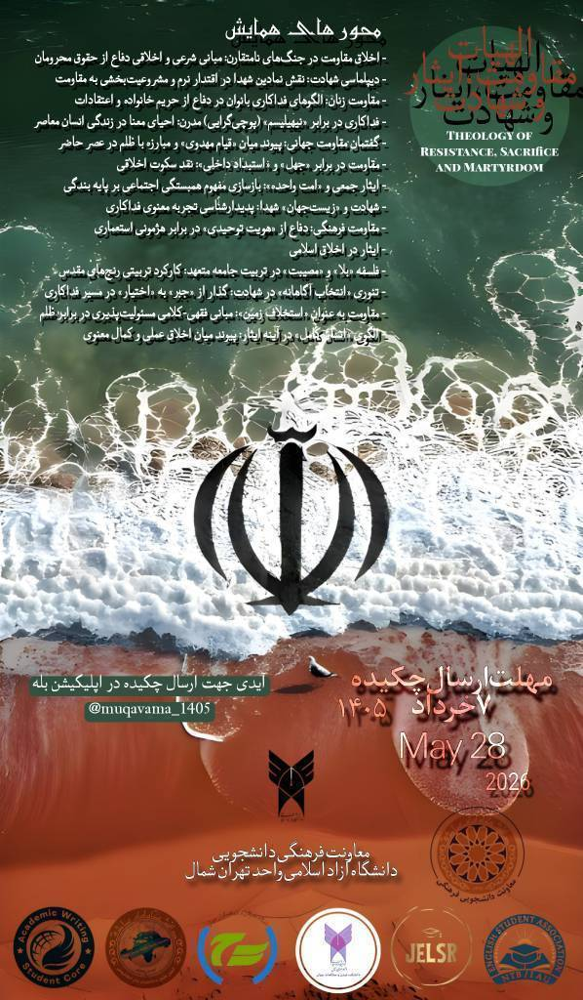 محور های همایش
- اخلاق مقاومت در جنگ‌های نامتقارن: مبانی شرعی و اخلاقی دفاع از حقوق محرومان
- دیپلماسی شهادت: نقش نمادین شهدا در اقتدار نرم و مشروعیت‌بخشی به مقاومت
- مقاومت زنان: الگوهای فداکاری بانوان در دفاع از حریم خانواده و اعتقادات
- فداکاری در برابر «نیهیلیسم» (پوچی‌گرایی) مدرن: احیای معنا در زندگی انسان معاصر
- گفتمان مقاومت جهانی: پیوند میان «قیام مهدوی» و مبارزه با ظلم در عصر حاضر
- مقاومت در برابر «جهل» و «استبداد داخلی»: نقد سکوت اخلاقی
- ایثار جمعی و «امت واحده»: بازسازی مفهوم همبستگی اجتماعی بر پایه بندگی
- شهادت و «زیست‌جهان» شهدا: پدیدارشناسی تجربه معنوی فداکاری
- مقاومت فرهنگی: دفاع از «هویت توحیدی» در برابر هژمونی استعماری
- ایثار در اخلاق اسلامی
- فلسفه «بلا» و «مصیبت» در تربیت جامعه متعهد: کارکرد تربیتی رنج‌های مقدس
- تئوری «انتخاب آگاهانه» در شهادت: گذار از «جبر» به «اختیار» در مسیر فداکاری
- مقاومت به عنوان «استخلاف زمین»: مبانی فقهی-کلامی مسئولیت‌پذیری در برابر ظلم
- الگوی «انسان کامل» در آینه ایثار: پیوند میان اخلاق عملی و کمال معنوی
الهیات
مقاومت، ایثار
و شهادت
THEOLOGY OF
RESISTANCE, SACRIFICE
AND MARTYRDOM
مهلت ارسال چکیده
۷ خرداد ۱۴۰۵
May 28
2026
آیدی جهت ارسال چکیده در اپلیکیشن بله
@muqavama_1405
معاونت فرهنگی دانشجویی
دانشگاه آزاد اسلامی واحد تهران شمال
معاونت دانشجویی فرهنگی
Academic Writing
Student Core
JELSR
ENGLISH STUDENT ASSOCIATION
NTB / IAU